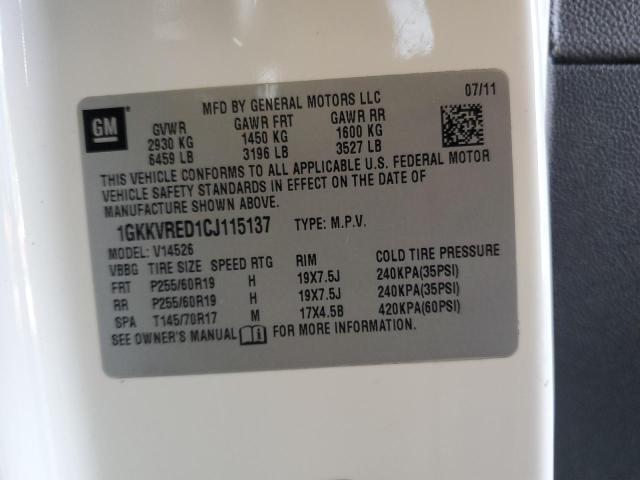 GM
MFD BY GENERAL MOTORS LLC 07/11
GVWR GAWR FRT GAWR RR
2930 KG 1450 KG 1600 KG
6459 LB 3196 LB 3527 LB
THIS VEHICLE CONFORMS TO ALL APPLICABLE U.S. FEDERAL MOTOR
VEHICLE SAFETY STANDARDS IN EFFECT ON THE DATE OF
MANUFACTURE SHOWN ABOVE.
1GKKVRED1CJ115137 TYPE: M.P.V.
MODEL: V14526
VBBG TIRE SIZE SPEED RTG RIM COLD TIRE PRESSURE
FRT P255/60R19 H 19X7.5J 240KPA(35PSI)
RR P255/60R19 H 19X7.5J 240KPA(35PSI)
SPA T145/70R17 M 17X4.5B 420KPA(60PSI)
SEE OWNER'S MANUAL FOR MORE INFORMATION.